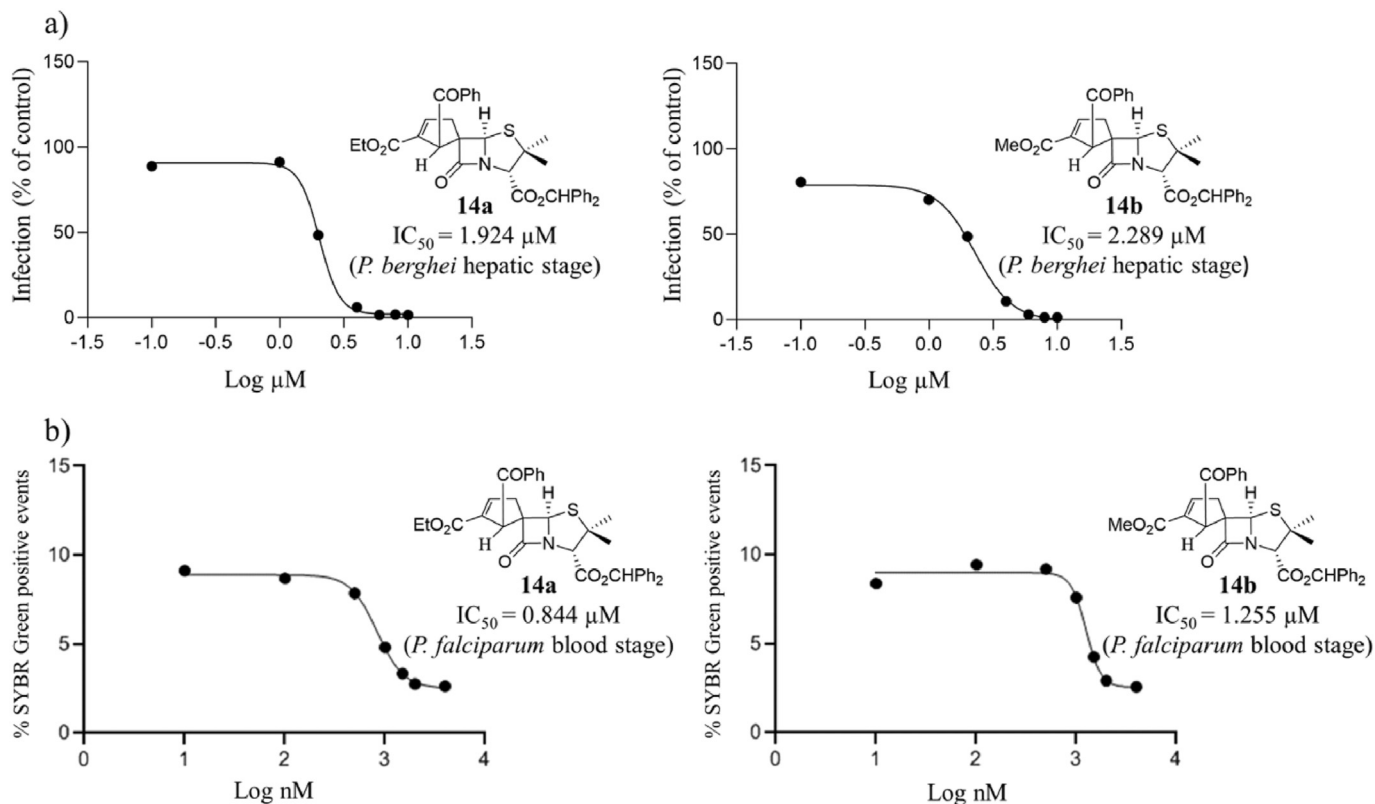 a)
Infection (% of control)
150
100
50
0
-1.5
-1.0
-0.5
0.0
0.5
1.0
1.5
Log µM
COPh
H
S
EtO₂C
H
O
N
CO₂CHPh₂
14a
IC₅₀ = 1.924 µM
(P. berghei hepatic stage)
Infection (% of control)
150
100
50
0
-1.5
-1.0
-0.5
0.0
0.5
1.0
1.5
Log µM
COPh
H
S
MeO₂C
H
O
N
CO₂CHPh₂
14b
IC₅₀ = 2.289 µM
(P. berghei hepatic stage)
b)
% SYBR Green positive events
15
10
5
0
0
1
2
3
4
Log nM
COPh
H
S
EtO₂C
H
O
N
CO₂CHPh₂
14a
IC₅₀ = 0.844 µM
(P. falciparum blood stage)
% SYBR Green positive events
15
10
5
0
0
1
2
3
4
Log nM
COPh
H
S
MeO₂C
H
O
N
CO₂CHPh₂
14b
IC₅₀ = 1.255 µM
(P. falciparum blood stage)